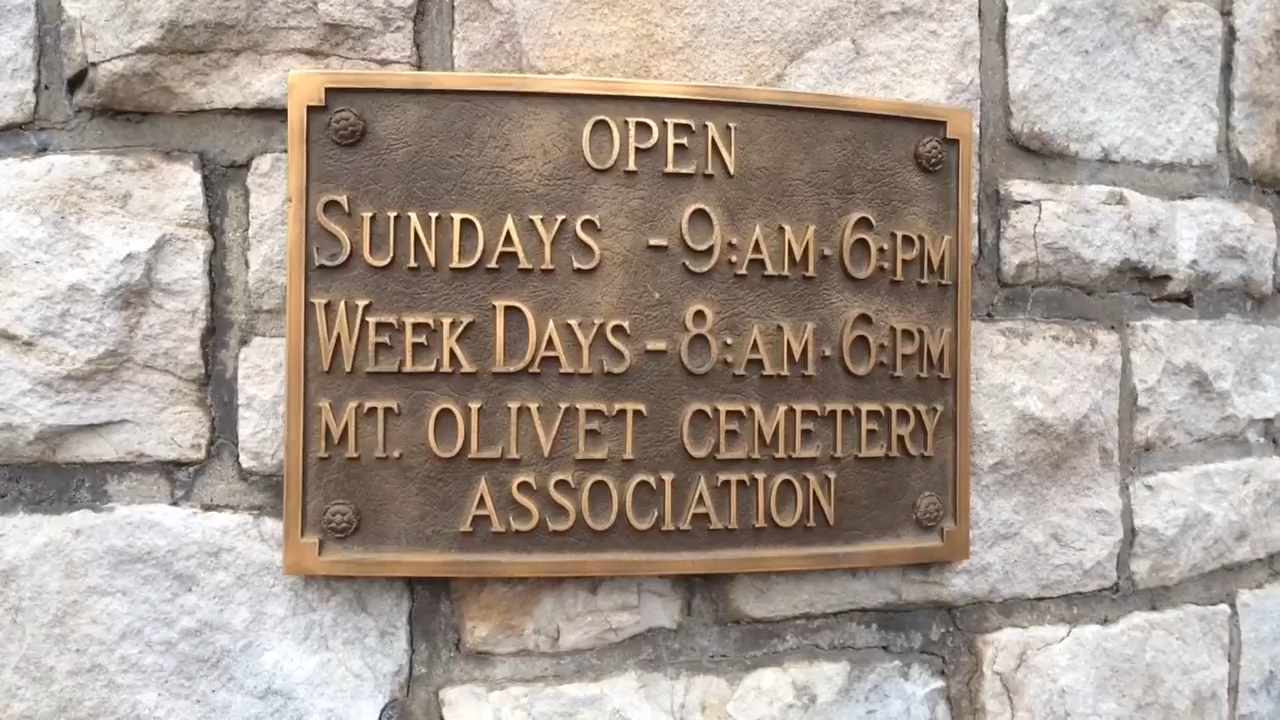 OPEN
SUNDAYS - 9:AM· 6:PM
WEEK DAYS - 8:AM· 6:PM
MT. OLIVET CEMETERY
ASSOCIATION